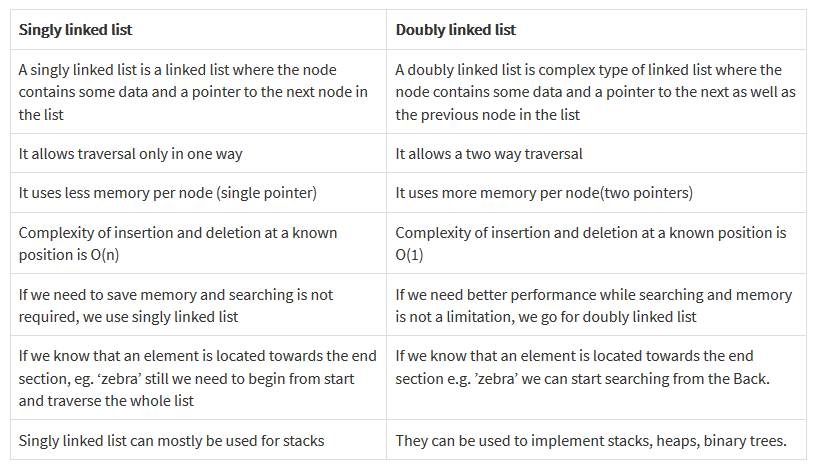 Singly linked list
Doubly linked list
A singly linked list is a linked list where the node
contains some data and a pointer to the next node in
the list
A doubly linked list is complex type of linked list where the
node contains some data and a pointer to the next as well as
the previous node in the list
It allows traversal only in one way
It allows a two way traversal
It uses less memory per node (single pointer)
It uses more memory per node(two pointers)
Complexity of insertion and deletion at a known
position is O(n)
Complexity of insertion and deletion at a known position is
O(1)
If we need to save memory and searching is not
required, we use singly linked list
If we need better performance while searching and memory
is not a limitation, we go for doubly linked list
If we know that an element is located towards the end
section, eg. ‘zebra’ still we need to begin from start
and traverse the whole list
If we know that an element is located towards the end
section e.g. ’zebra’ we can start searching from the Back.
Singly linked list can mostly be used for stacks
They can be used to implement stacks, heaps, binary trees.